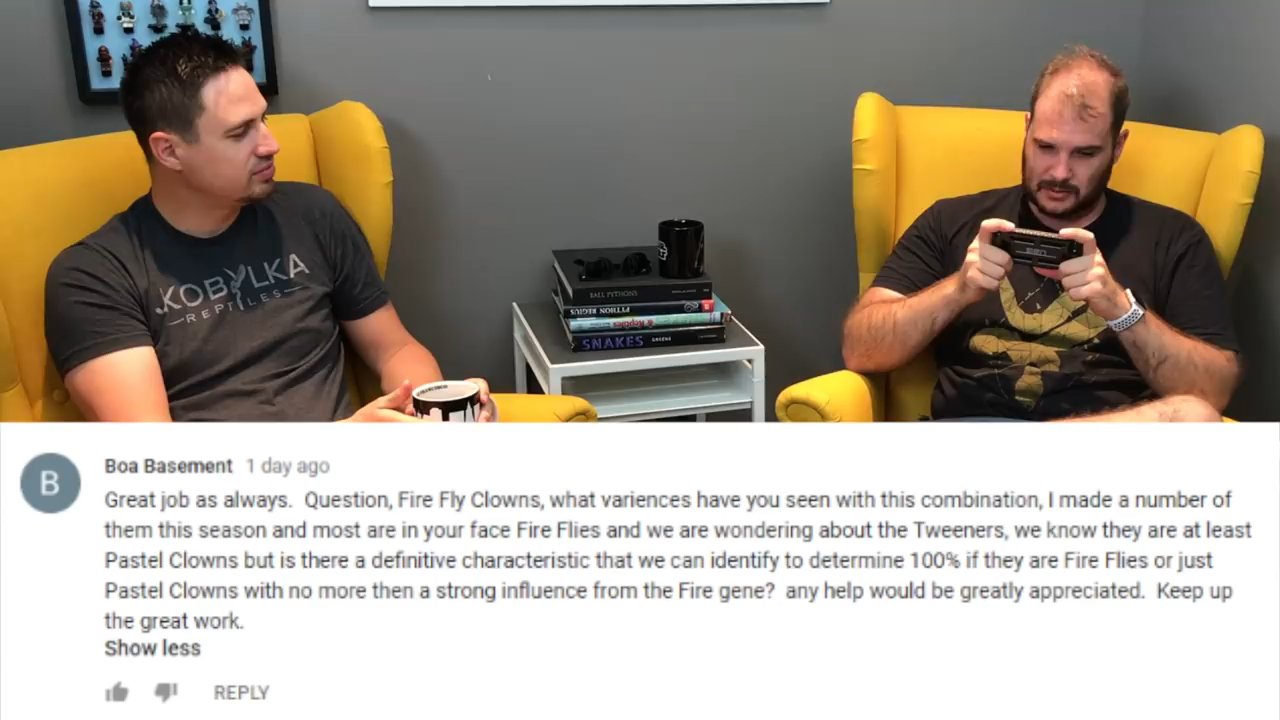 KOBYLKA
REPTILES
BALL PYTHONS
PYTHON REGIUS
& Reptiles
SNAKES GREENE
B
Boa Basement 1 day ago
Great job as always. Question, Fire Fly Clowns, what variences have you seen with this combination, I made a number of
them this season and most are in your face Fire Flies and we are wondering about the Tweeners, we know they are at least
Pastel Clowns but is there a definitive characteristic that we can identify to determine 100% if they are Fire Flies or just
Pastel Clowns with no more then a strong influence from the Fire gene? any help would be greatly appreciated. Keep up
the great work.
Show less
REPLY